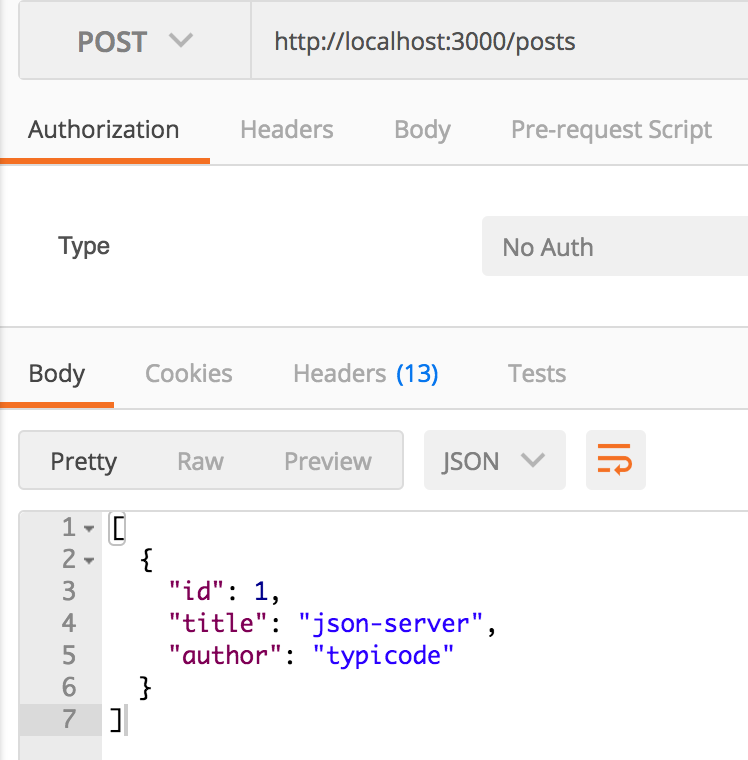 POST http://localhost:3000/posts
Authorization Headers Body Pre-request Script
Type No Auth
Body Cookies Headers (13) Tests
Pretty Raw Preview JSON
1 [
2 {
3 "id": 1,
4 "title": "json-server",
5 "author": "typicode"
6 }
7 ]